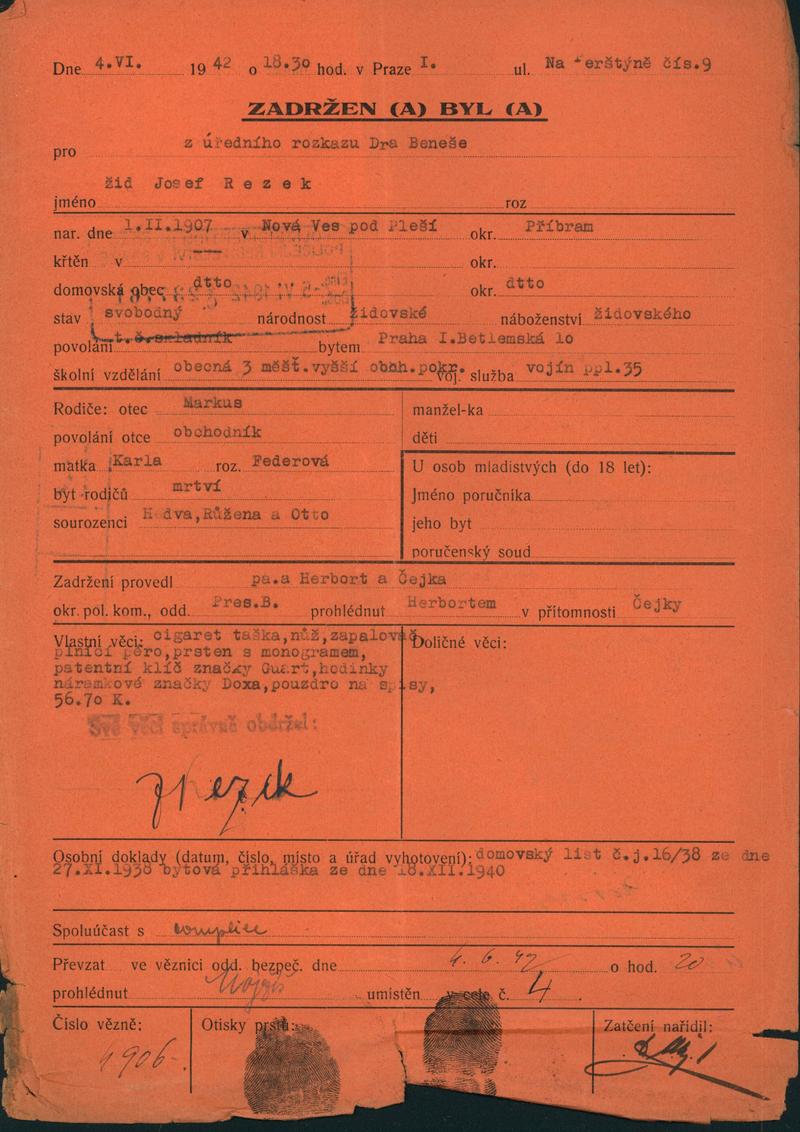 Dne 4.VI. 1942 o 18.30 hod. v Praze I. ul. Na erštýně čís.9
ZADRŽEN (A) BYL (A)
pro z úředního rozkazu Dra Beneše
žid Josef Rezek
jméno roz
nar. dne 1.II.1907 v Nová Ves pod Pleší okr. Příbram
křtěn v okr.
domovská obec dtto okr. dtto
stav svobodný národnost židovské náboženství židovského
povolání t.č.skladník bytem Praha I.Betlemská 10
školní vzdělání obecná 3 měšť.vyšší obch.pokr. voj. služba vojín ppl.35
Rodiče: otec Markus manžel-ka
povolání otce obchodník děti
matka Karla roz. Federová U osob mladistvých (do 18 let):
byt rodičů mrtví Jméno poručníka
sourozenci Hedva,Růžena a Otto jeho byt
poručenský soud
Zadržení provedl pa.a Herbort a Čejka
okr. pol. kom., odd. Pres.B. prohlédnut Herbortem v přítomnosti Čejky
Vlastní věci: cigaret taška,nůž,zapalovač Doličné věci:
plnicí pero,prsten s monogramem,
patentní klíč značky Guart,hodinky
náramkové značky Doxa,pouzdro na spisy,
56.70 K.
Své věci správně obdržel:
JRezek
Osobní doklady (datum, číslo, místo a úřad vyhotovení): domovský list č.j.16/38 ze dne
27.XI.1938 bytová přihláška ze dne 18.XII.1940
Spoluúčast s complice
Převzat ve věznici odd. bezpeč. dne 4. 6. 42 o hod. 20
prohlédnut umístěn v cele č. 4.
Číslo vězně: Otisky prstů: Zatčení nařídil:
1906-